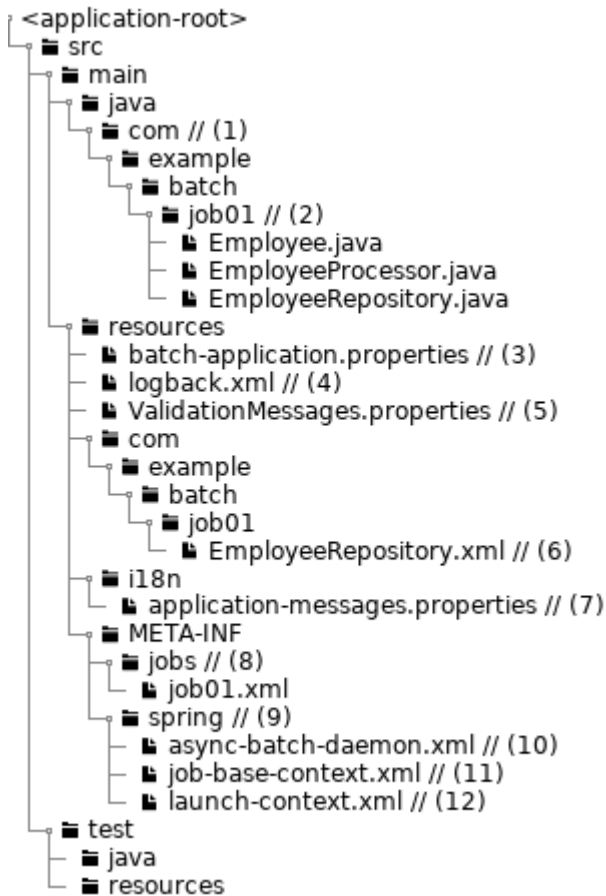 <application-root>
src
main
java
com // (1)
example
batch
job01 // (2)
Employee.java
EmployeeProcessor.java
EmployeeRepository.java
resources
batch-application.properties // (3)
logback.xml // (4)
ValidationMessages.properties // (5)
com
example
batch
job01
EmployeeRepository.xml // (6)
i18n
application-messages.properties // (7)
META-INF
jobs // (8)
job01.xml
spring // (9)
async-batch-daemon.xml // (10)
job-base-context.xml // (11)
launch-context.xml // (12)
test
java
resources